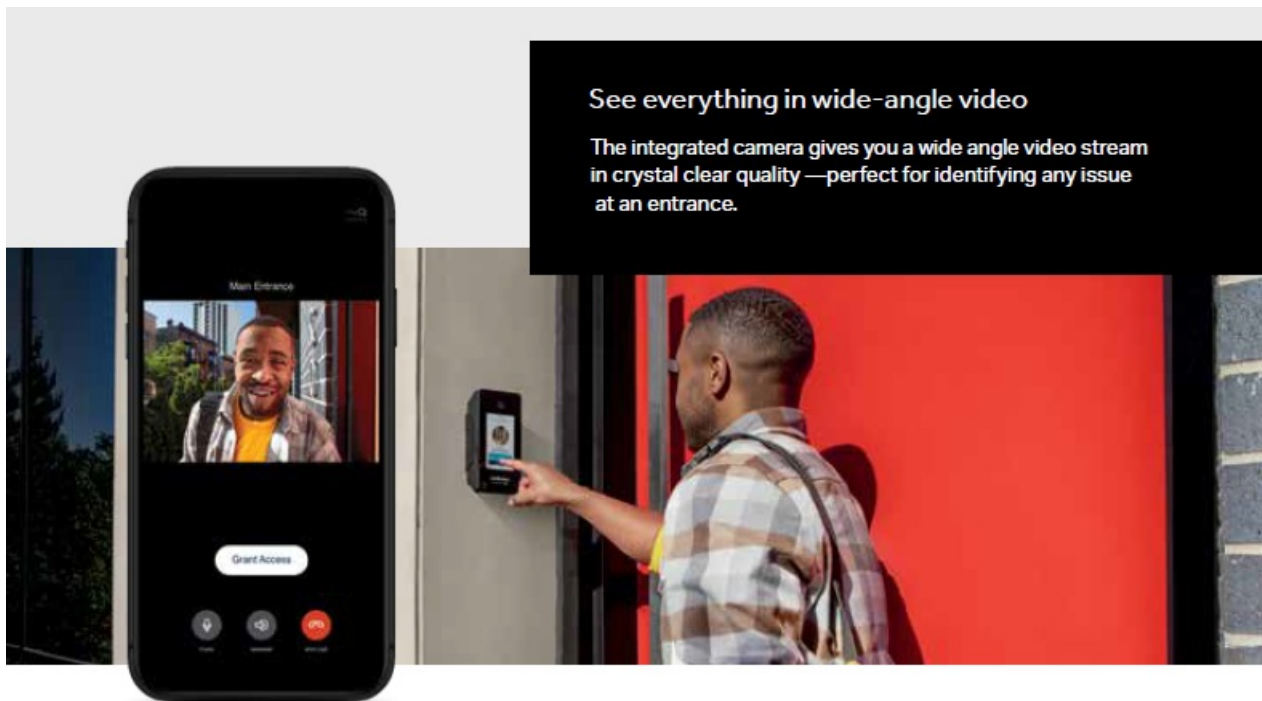 See everything in wide-angle video
The integrated camera gives you a wide angle video stream
in crystal clear quality —perfect for identifying any issue
at an entrance.
Main Entrance
Grant Access